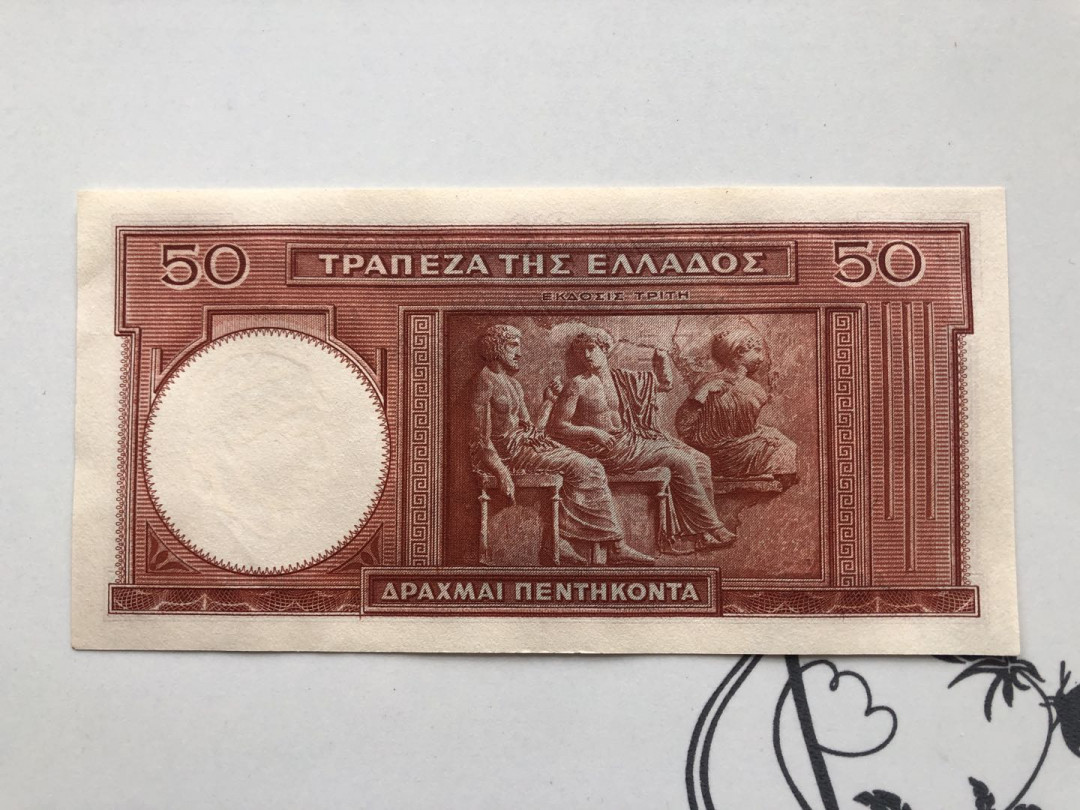 50 ΤΡΑΠΕΖΑ ΤΗΣ ΕΛΛΑΔΟΣ 50
ΕΚΔΟΣΙΣ ΤΡΙΤΗ
ΔΡΑΧΜΑΙ ΠΕΝΤΗΚΟΝΤΑ